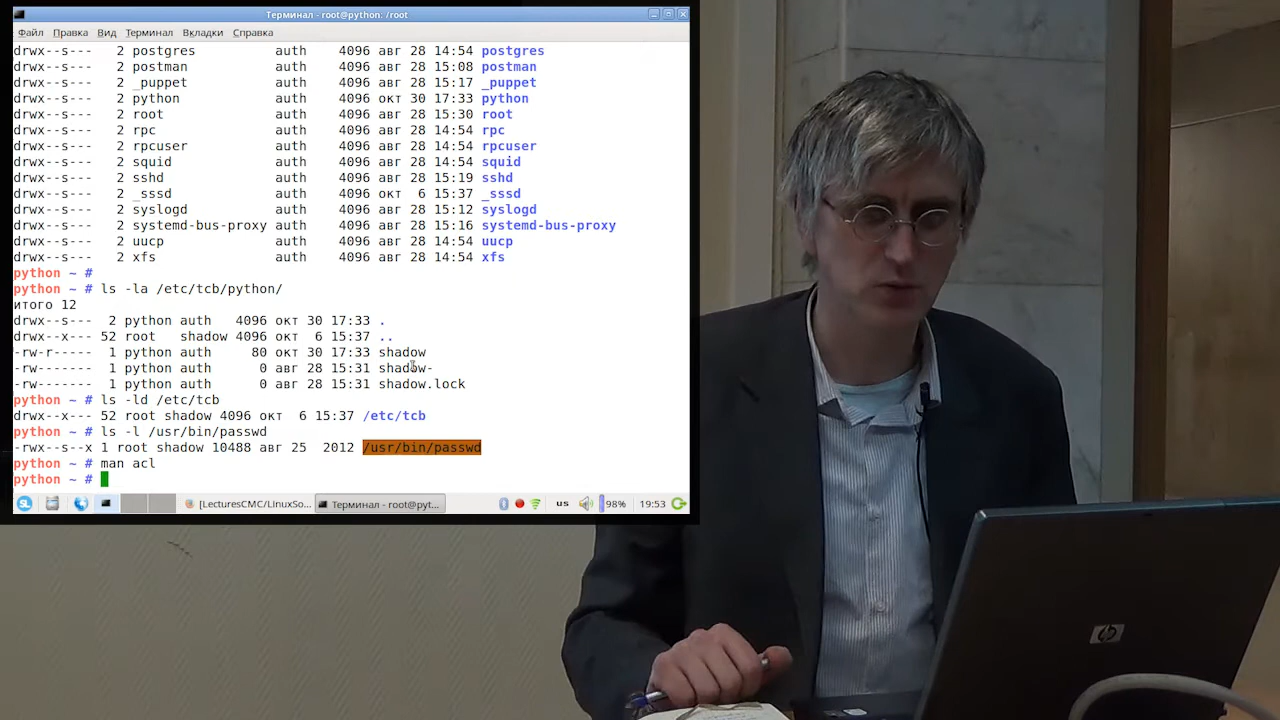 Терминал - root@python: /root
Файл Правка Вид Терминал Вкладки Справка
drwx--s--- 2 postgres auth 4096 авг 28 14:54 postgres
drwx--s--- 2 postman auth 4096 авг 28 15:08 postman
drwx--s--- 2 _puppet auth 4096 авг 28 15:17 _puppet
drwx--s--- 2 python auth 4096 окт 30 17:33 python
drwx--s--- 2 root auth 4096 авг 28 15:30 root
drwx--s--- 2 rpc auth 4096 авг 28 14:54 rpc
drwx--s--- 2 rpcuser auth 4096 авг 28 14:54 rpcuser
drwx--s--- 2 squid auth 4096 авг 28 14:54 squid
drwx--s--- 2 sshd auth 4096 авг 28 15:19 sshd
drwx--s--- 2 _sssd auth 4096 окт 6 15:37 _sssd
drwx--s--- 2 syslogd auth 4096 авг 28 15:12 syslogd
drwx--s--- 2 systemd-bus-proxy auth 4096 авг 28 15:16 systemd-bus-proxy
drwx--s--- 2 uucp auth 4096 авг 28 14:54 uucp
drwx--s--- 2 xfs auth 4096 авг 28 14:54 xfs
python ~ #
python ~ # ls -la /etc/tcb/python/
итого 12
drwx--s--- 2 python auth 4096 окт 30 17:33 .
drwx--x--- 52 root shadow 4096 окт 6 15:37 ..
-rw-r----- 1 python auth 80 окт 30 17:33 shadow
-rw------- 1 python auth 0 авг 28 15:31 shadow-
-rw------- 1 python auth 0 авг 28 15:31 shadow.lock
python ~ # ls -ld /etc/tcb
drwx--x--- 52 root shadow 4096 окт 6 15:37 /etc/tcb
python ~ # ls -l /usr/bin/passwd
-rwx--s--x 1 root shadow 10488 авг 25 2012 /usr/bin/passwd
python ~ # man acl
python ~ #
[LecturesCMC/LinuxSo... Терминал - root@pyt... us 98% 19:53
hp